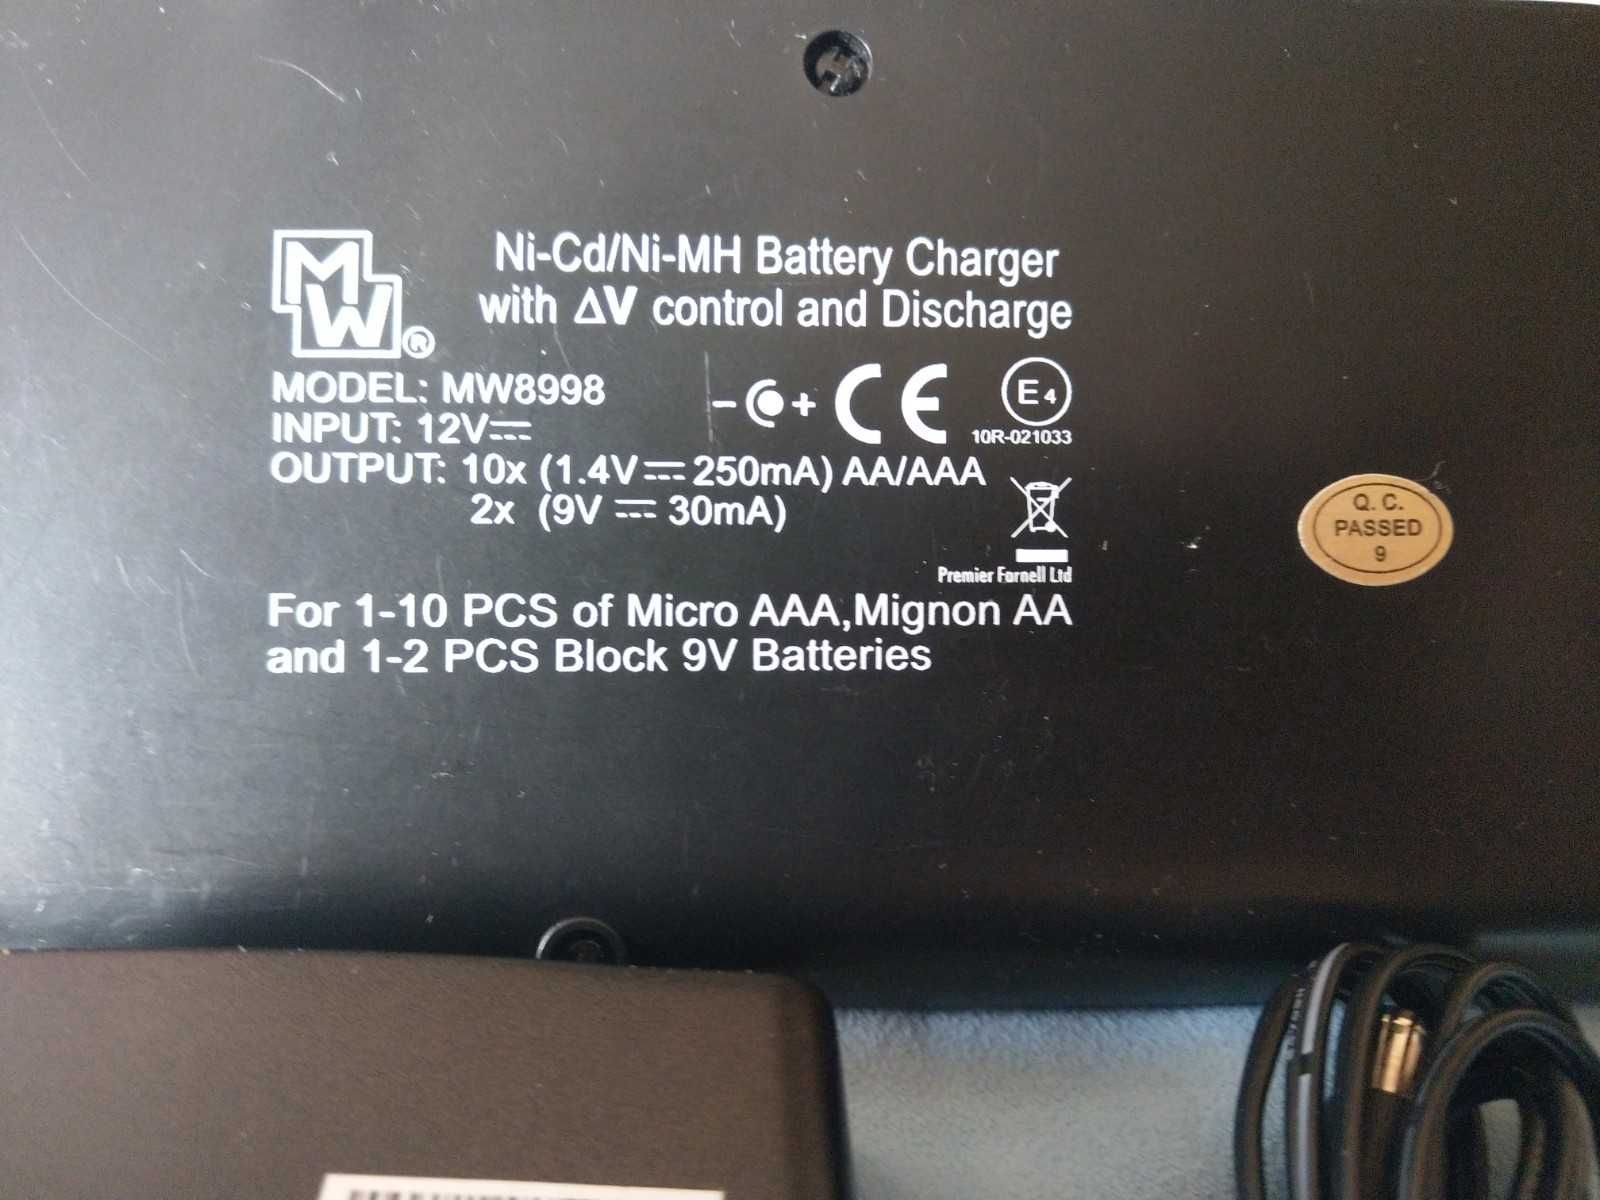 MW®
Ni-Cd/Ni-MH Battery Charger
with ΔV control and Discharge
MODEL: MW8998
INPUT: 12V⎓
- +
CE
E4
10R-021033
OUTPUT: 10x (1.4V⎓250mA) AA/AAA
2x (9V⎓30mA)
Premier Farnell Ltd
For 1-10 PCS of Micro AAA,Mignon AA
and 1-2 PCS Block 9V Batteries
Q. C.
PASSED
9